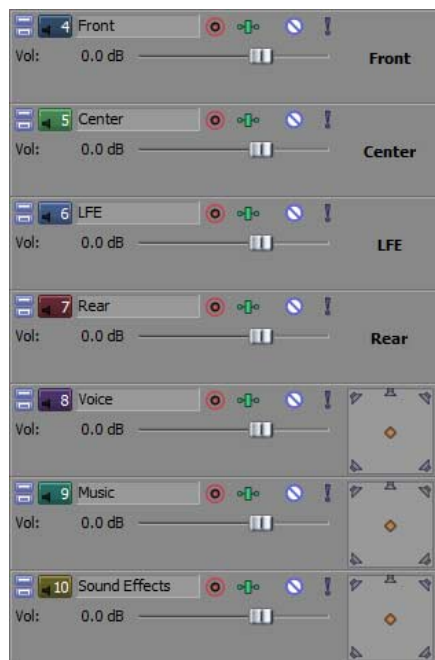 4 Front
Vol: 0.0 dB Front
5 Center
Vol: 0.0 dB Center
6 LFE
Vol: 0.0 dB LFE
7 Rear
Vol: 0.0 dB Rear
8 Voice
Vol: 0.0 dB
9 Music
Vol: 0.0 dB
10 Sound Effects
Vol: 0.0 dB